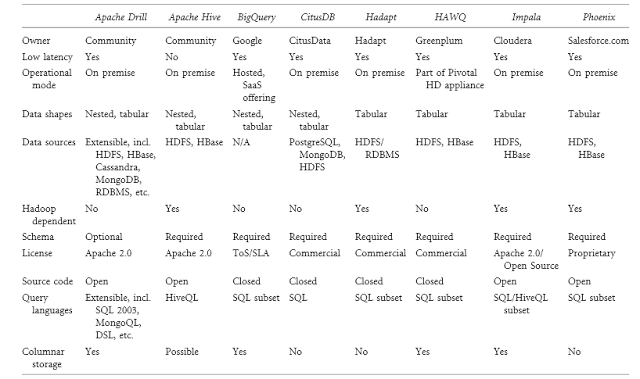 Apache Drill Apache Hive BigQuery CitusDB Hadapt HAWQ Impala Phoenix
Owner Community Community Google CitusData Hadapt Greenplum Cloudera Salesforce.com
Low latency Yes No Yes Yes Yes Yes Yes Yes
Operational On premise On premise Hosted, On premise On premise Part of Pivotal On premise On premise
mode SaaS HD appliance
offering
Data shapes Nested, tabular Nested, Nested, Nested, Tabular Tabular Tabular Tabular
tabular tabular tabular
Data sources Extensible, incl. HDFS, HBase N/A PostgreSQL, HDFS/ HDFS, HBase HDFS, HDFS,
HDFS, HBase, MongoDB, RDBMS HBase HBase
Cassandra, HDFS
MongoDB,
RDBMS, etc.
Hadoop No Yes No No Yes No Yes Yes
dependent
Schema Optional Required Required Required Required Required Required Required
License Apache 2.0 Apache 2.0 ToS/SLA Commercial Commercial Commercial Apache 2.0/ Proprietary
Open Source
Source code Open Open Closed Closed Closed Closed Open Open
Query Extensible, incl. HiveQL SQL subset SQL SQL subset SQL subset SQL/HiveQL SQL subset
languages SQL 2003, subset
MongoQL,
DSL, etc.
Columnar Yes Possible Yes No No Yes Yes No
storage